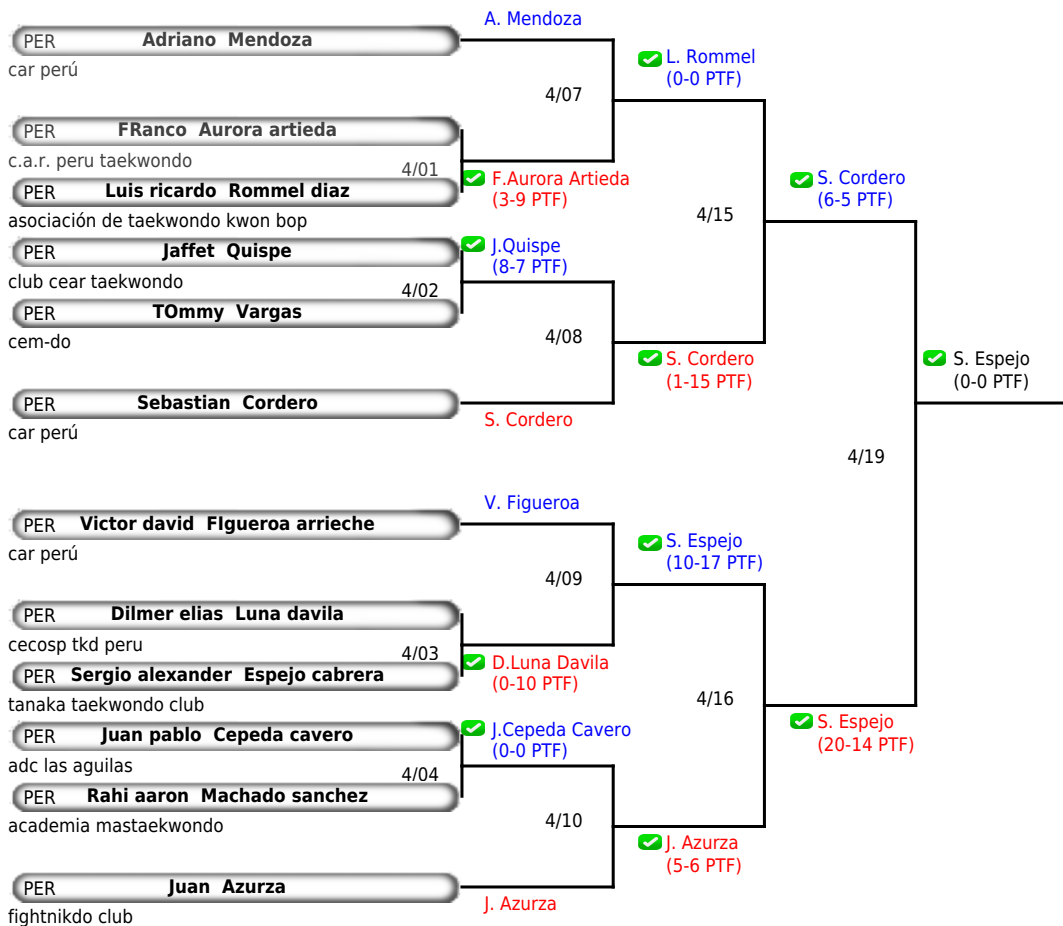 A. Mendoza
PER Adriano Mendoza
car perú
L. Rommel
(0-0 PTF)
4/07
PER FRanco Aurora artieda
c.a.r. peru taekwondo
4/01
F.Aurora Artieda
(3-9 PTF)
PER Luis ricardo Rommel diaz
asociación de taekwondo kwon bop
S. Cordero
(6-5 PTF)
4/15
PER Jaffet Quispe
club cear taekwondo
J.Quispe
(8-7 PTF)
4/02
PER TOmmy Vargas
cem-do
4/08
S. Cordero
(1-15 PTF)
S. Espejo
(0-0 PTF)
PER Sebastian Cordero
car perú
S. Cordero
4/19
V. Figueroa
PER Victor david FIgueroa arrieche
car perú
S. Espejo
(10-17 PTF)
4/09
PER Dilmer elias Luna davila
cecosp tkd peru
4/03
D.Luna Davila
(0-10 PTF)
PER Sergio alexander Espejo cabrera
tanaka taekwondo club
4/16
PER Juan pablo Cepeda cavero
adc las aguilas
J.Cepeda Cavero
(0-0 PTF)
S. Espejo
(20-14 PTF)
4/04
PER Rahi aaron Machado sanchez
academia mastaekwondo
4/10
J. Azurza
(5-6 PTF)
PER Juan Azurza
fightnikdo club
J. Azurza